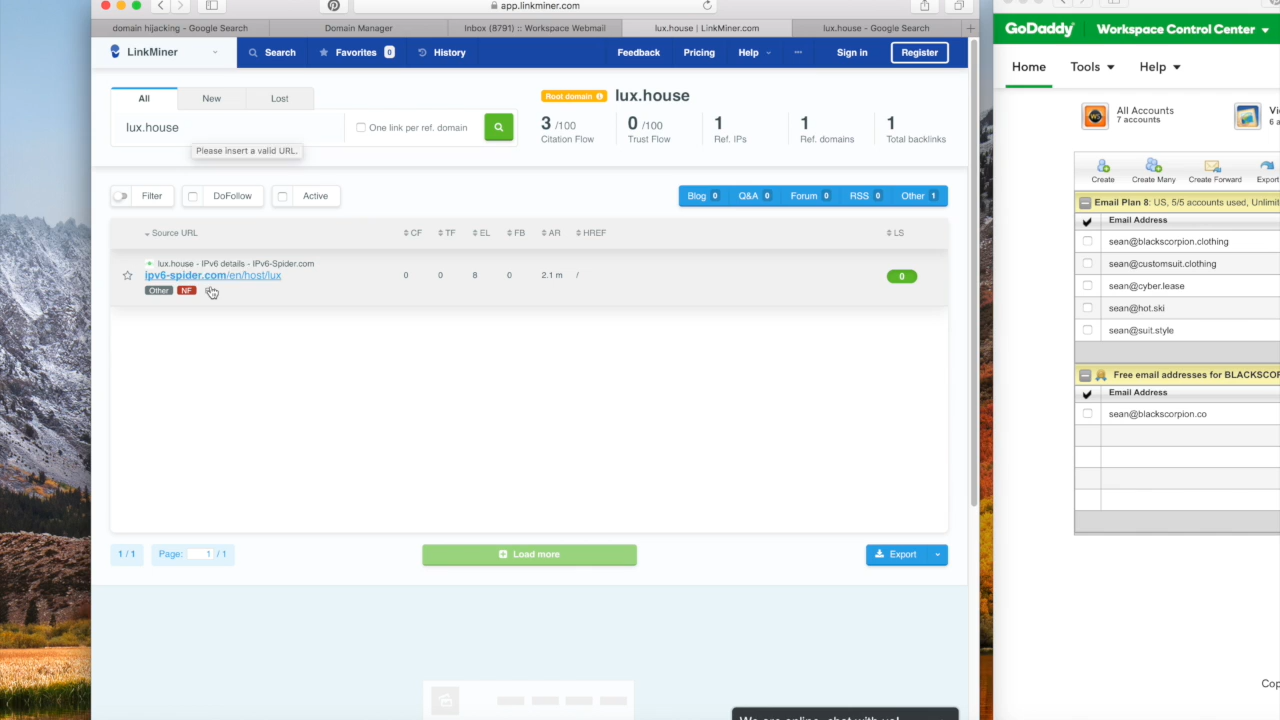 app.linkminer.com
domain hijacking - Google Search
Domain Manager
Inbox (8791) :: Workspace Webmail
lux.house | LinkMiner.com
lux.house - Google Search
LinkMiner
Search
Favorites 0
History
Feedback
Pricing
Help
Sign in
Register
All
New
Lost
lux.house
One link per ref. domain
Please insert a valid URL.
Root domain
lux.house
3 /100
Citation Flow
0 /100
Trust Flow
1
Ref. IPs
1
Ref. domains
1
Total backlinks
Filter
DoFollow
Active
Blog 0
Q&A 0
Forum 0
RSS 0
Other 1
Source URL
CF
TF
EL
FB
AR
HREF
LS
lux.house - IPv6 details - IPv6-Spider.com
ipv6-spider.com/en/host/lux
0
0
8
0
2.1 m
/
0
Other
NF
1 / 1
Page: 1 / 1
Load more
Export
GoDaddy
Workspace Control Center
Home
Tools
Help
All Accounts
7 accounts
Create
Create Many
Create Forward
Export
Email Plan 8: US, 5/5 accounts used, Unlimit
Email Address
sean@blackscorpion.clothing
sean@customsuit.clothing
sean@cyber.lease
sean@hot.ski
sean@suit.style
Free email addresses for BLACKSCOR
Email Address
sean@blackscorpion.co